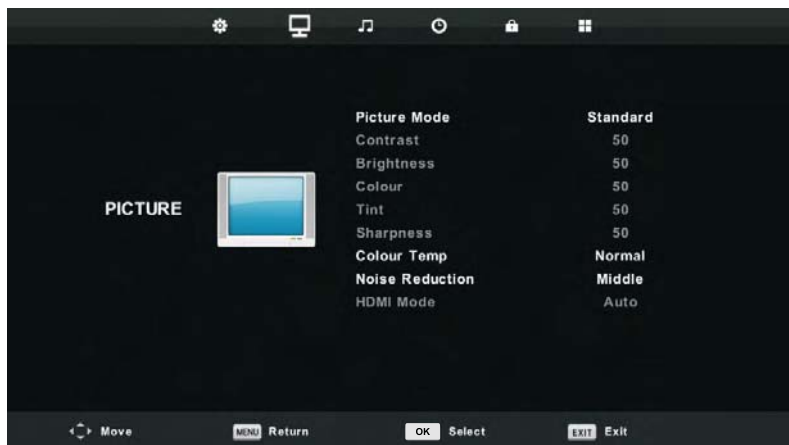 PICTURE
Picture Mode Standard
Contrast 50
Brightness 50
Colour 50
Tint 50
Sharpness 50
Colour Temp Normal
Noise Reduction Middle
HDMI Mode Auto
Move MENU Return OK Select EXIT Exit